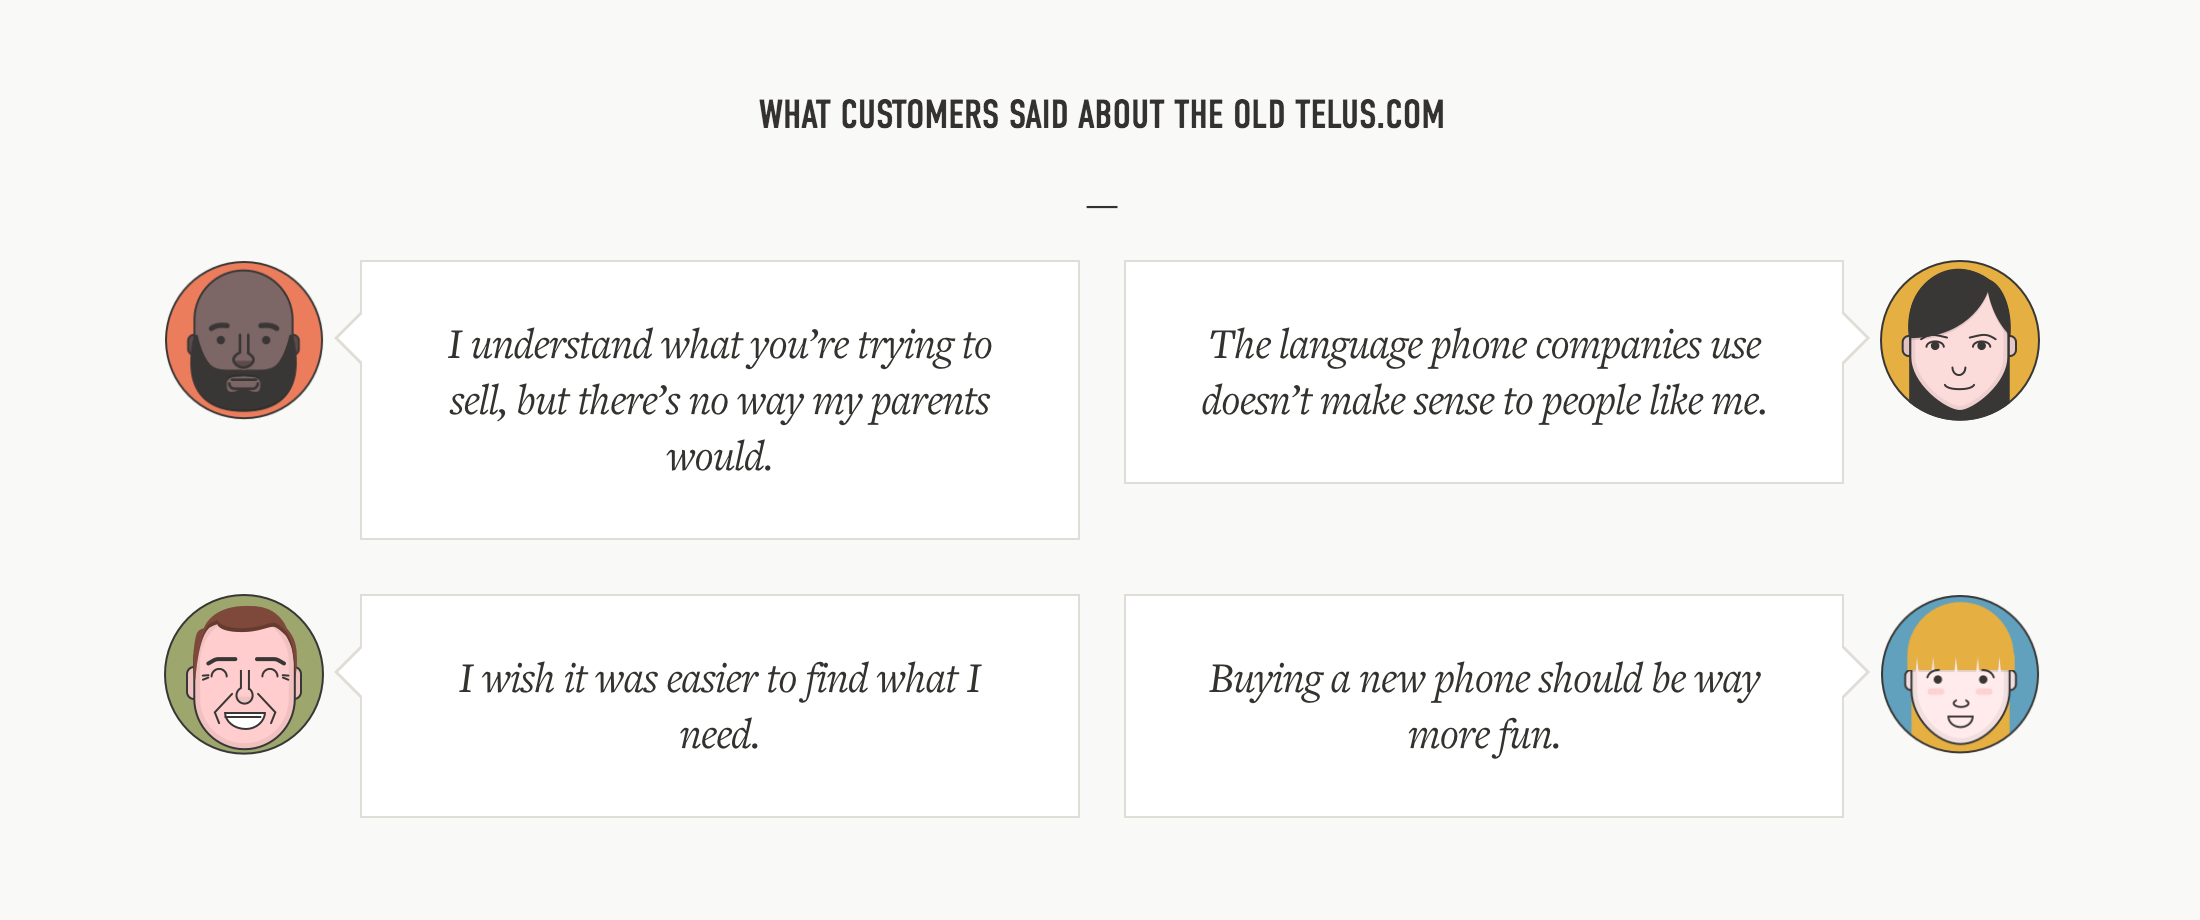 WHAT CUSTOMERS SAID ABOUT THE OLD TELUS.COM
I understand what you’re trying to
sell, but there’s no way my parents
would.
The language phone companies use
doesn’t make sense to people like me.
I wish it was easier to find what I
need.
Buying a new phone should be way
more fun.